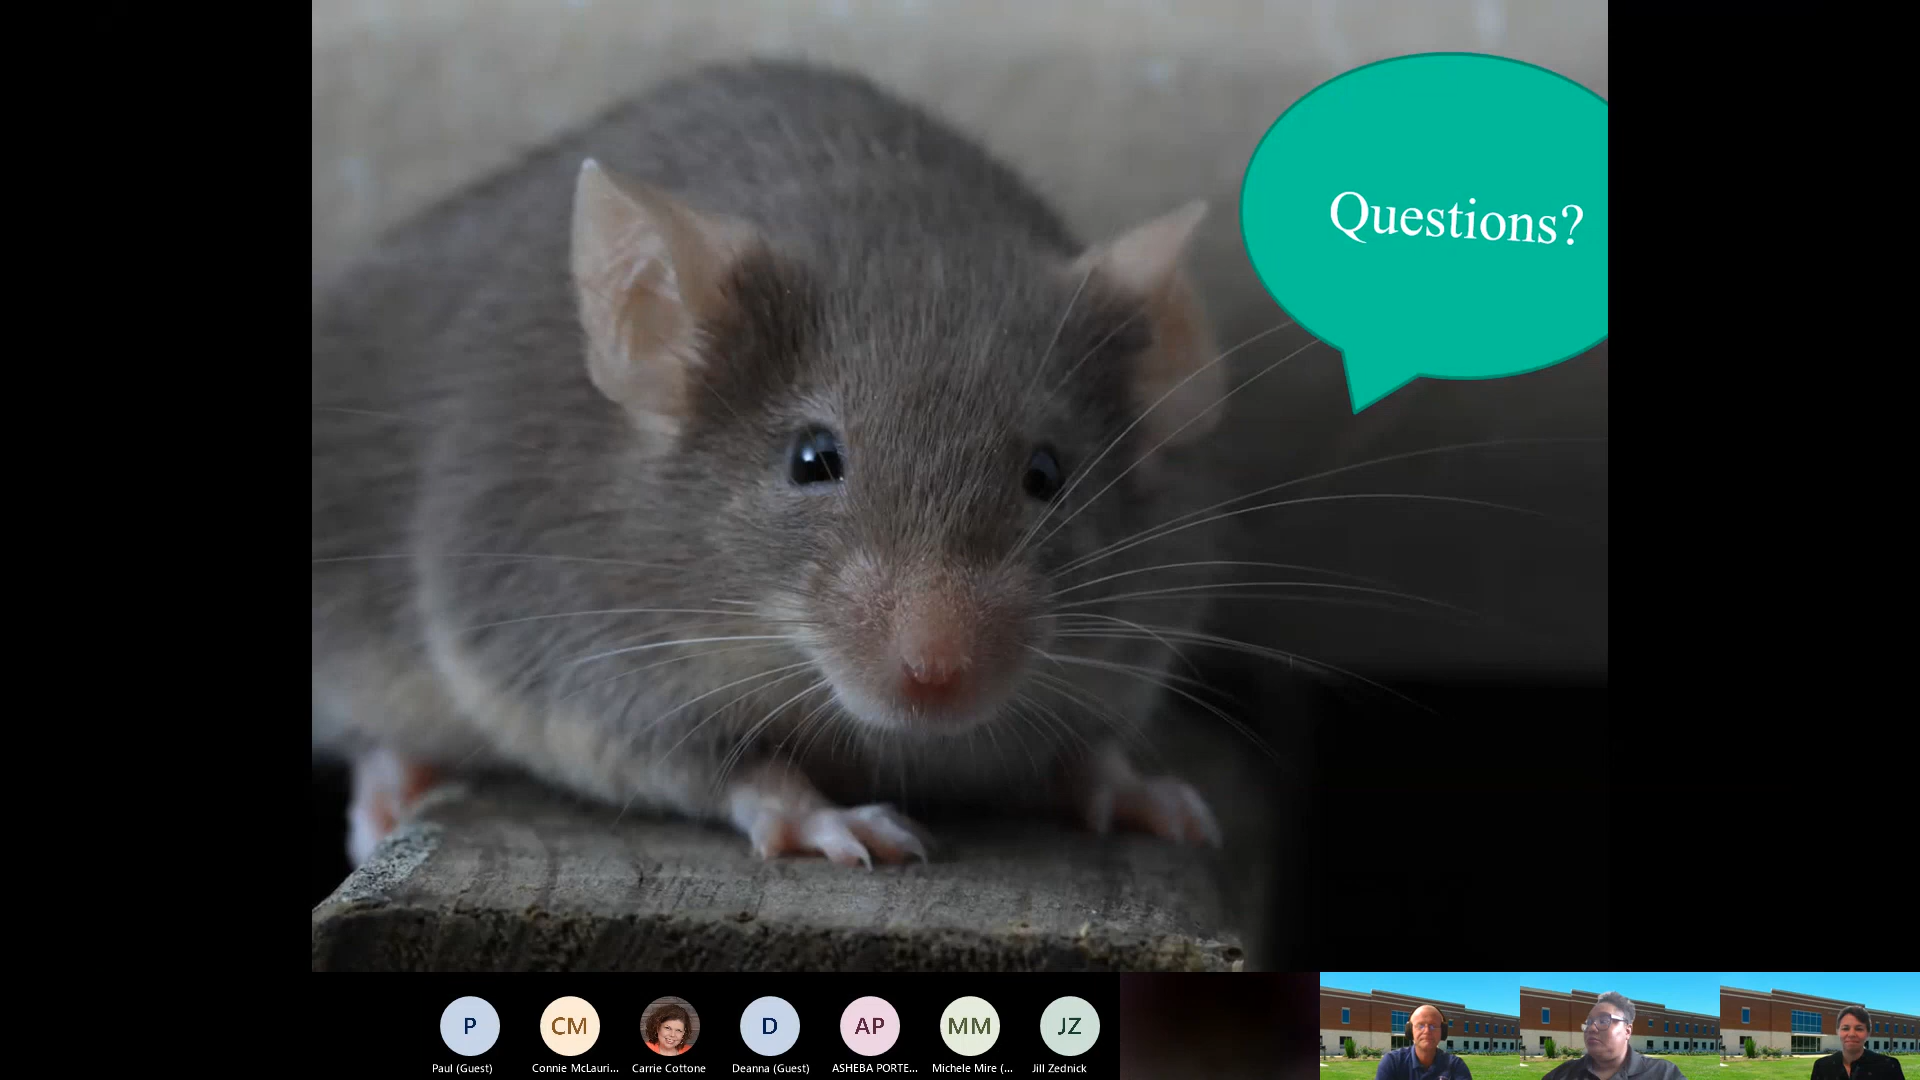 Questions?
P
CM
D
AP
MM
JZ
Paul (Guest)
Connie McLauri...
Carrie Cottone
Deanna (Guest)
ASHEBA PORTE...
Michele Mire (...
Jill Zednick